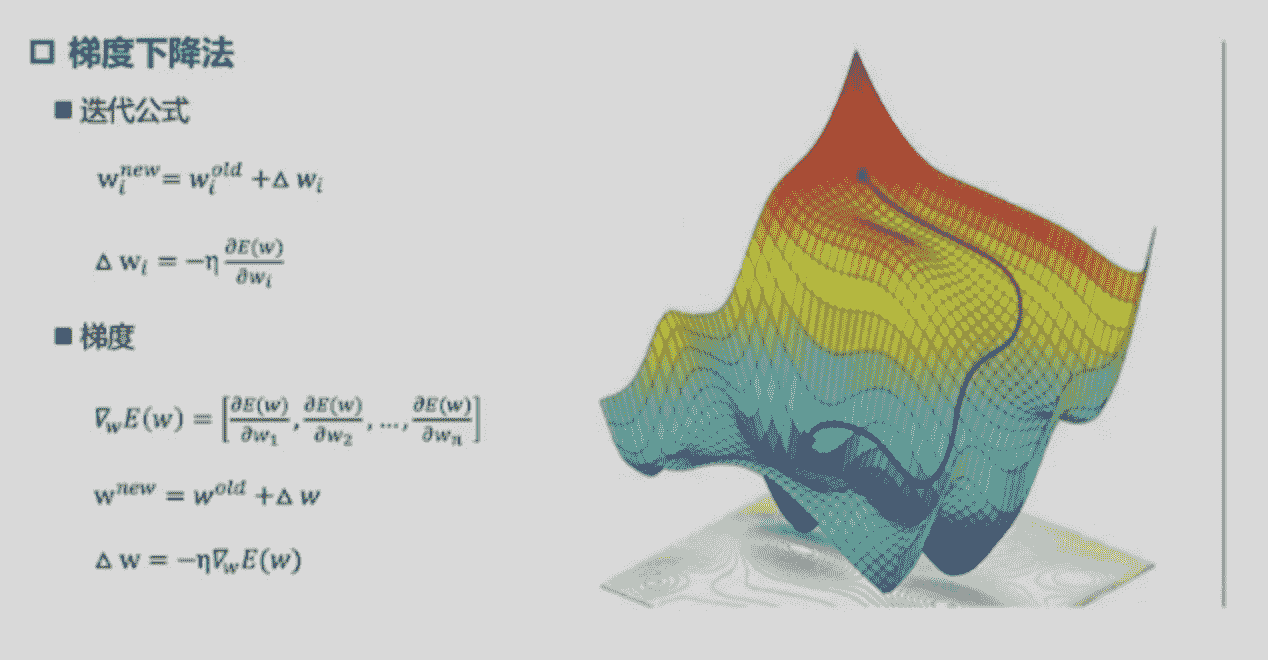 梯度下降法
迭代公式
w_i^{new} = w_i^{old} + Δ w_i
Δ w_i = −η ∂E(w)/∂w_i
梯度
∇_w E(w) = [∂E(w)/∂w_1, ∂E(w)/∂w_2, …, ∂E(w)/∂w_n]
w^{new} = w^{old} + Δ w
Δ w = −η∇_w E(w)